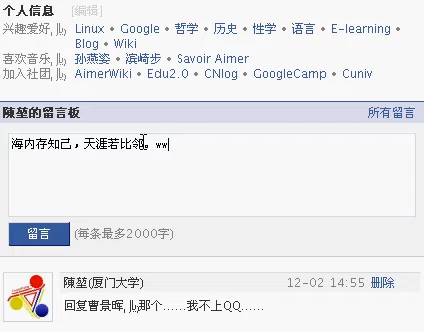 个人信息 [编辑]
兴趣爱好 Linux • Google • 哲学 • 历史 • 性学 • 语言 • E-learning •
Blog • Wiki
喜欢音乐 孙燕姿 • 滨崎步 • Savoir Aimer
加入社团 AimerWiki • Edu2.0 • CNlog • GoogleCamp • Cuniv
陳堃的留言板 所有留言
海内存知己，天涯若比邻。ww
留言 (每条最多2000字)
陳堃(厦门大学) 12-02 14:55 删除
回复曹景晖 那个……我不上QQ……